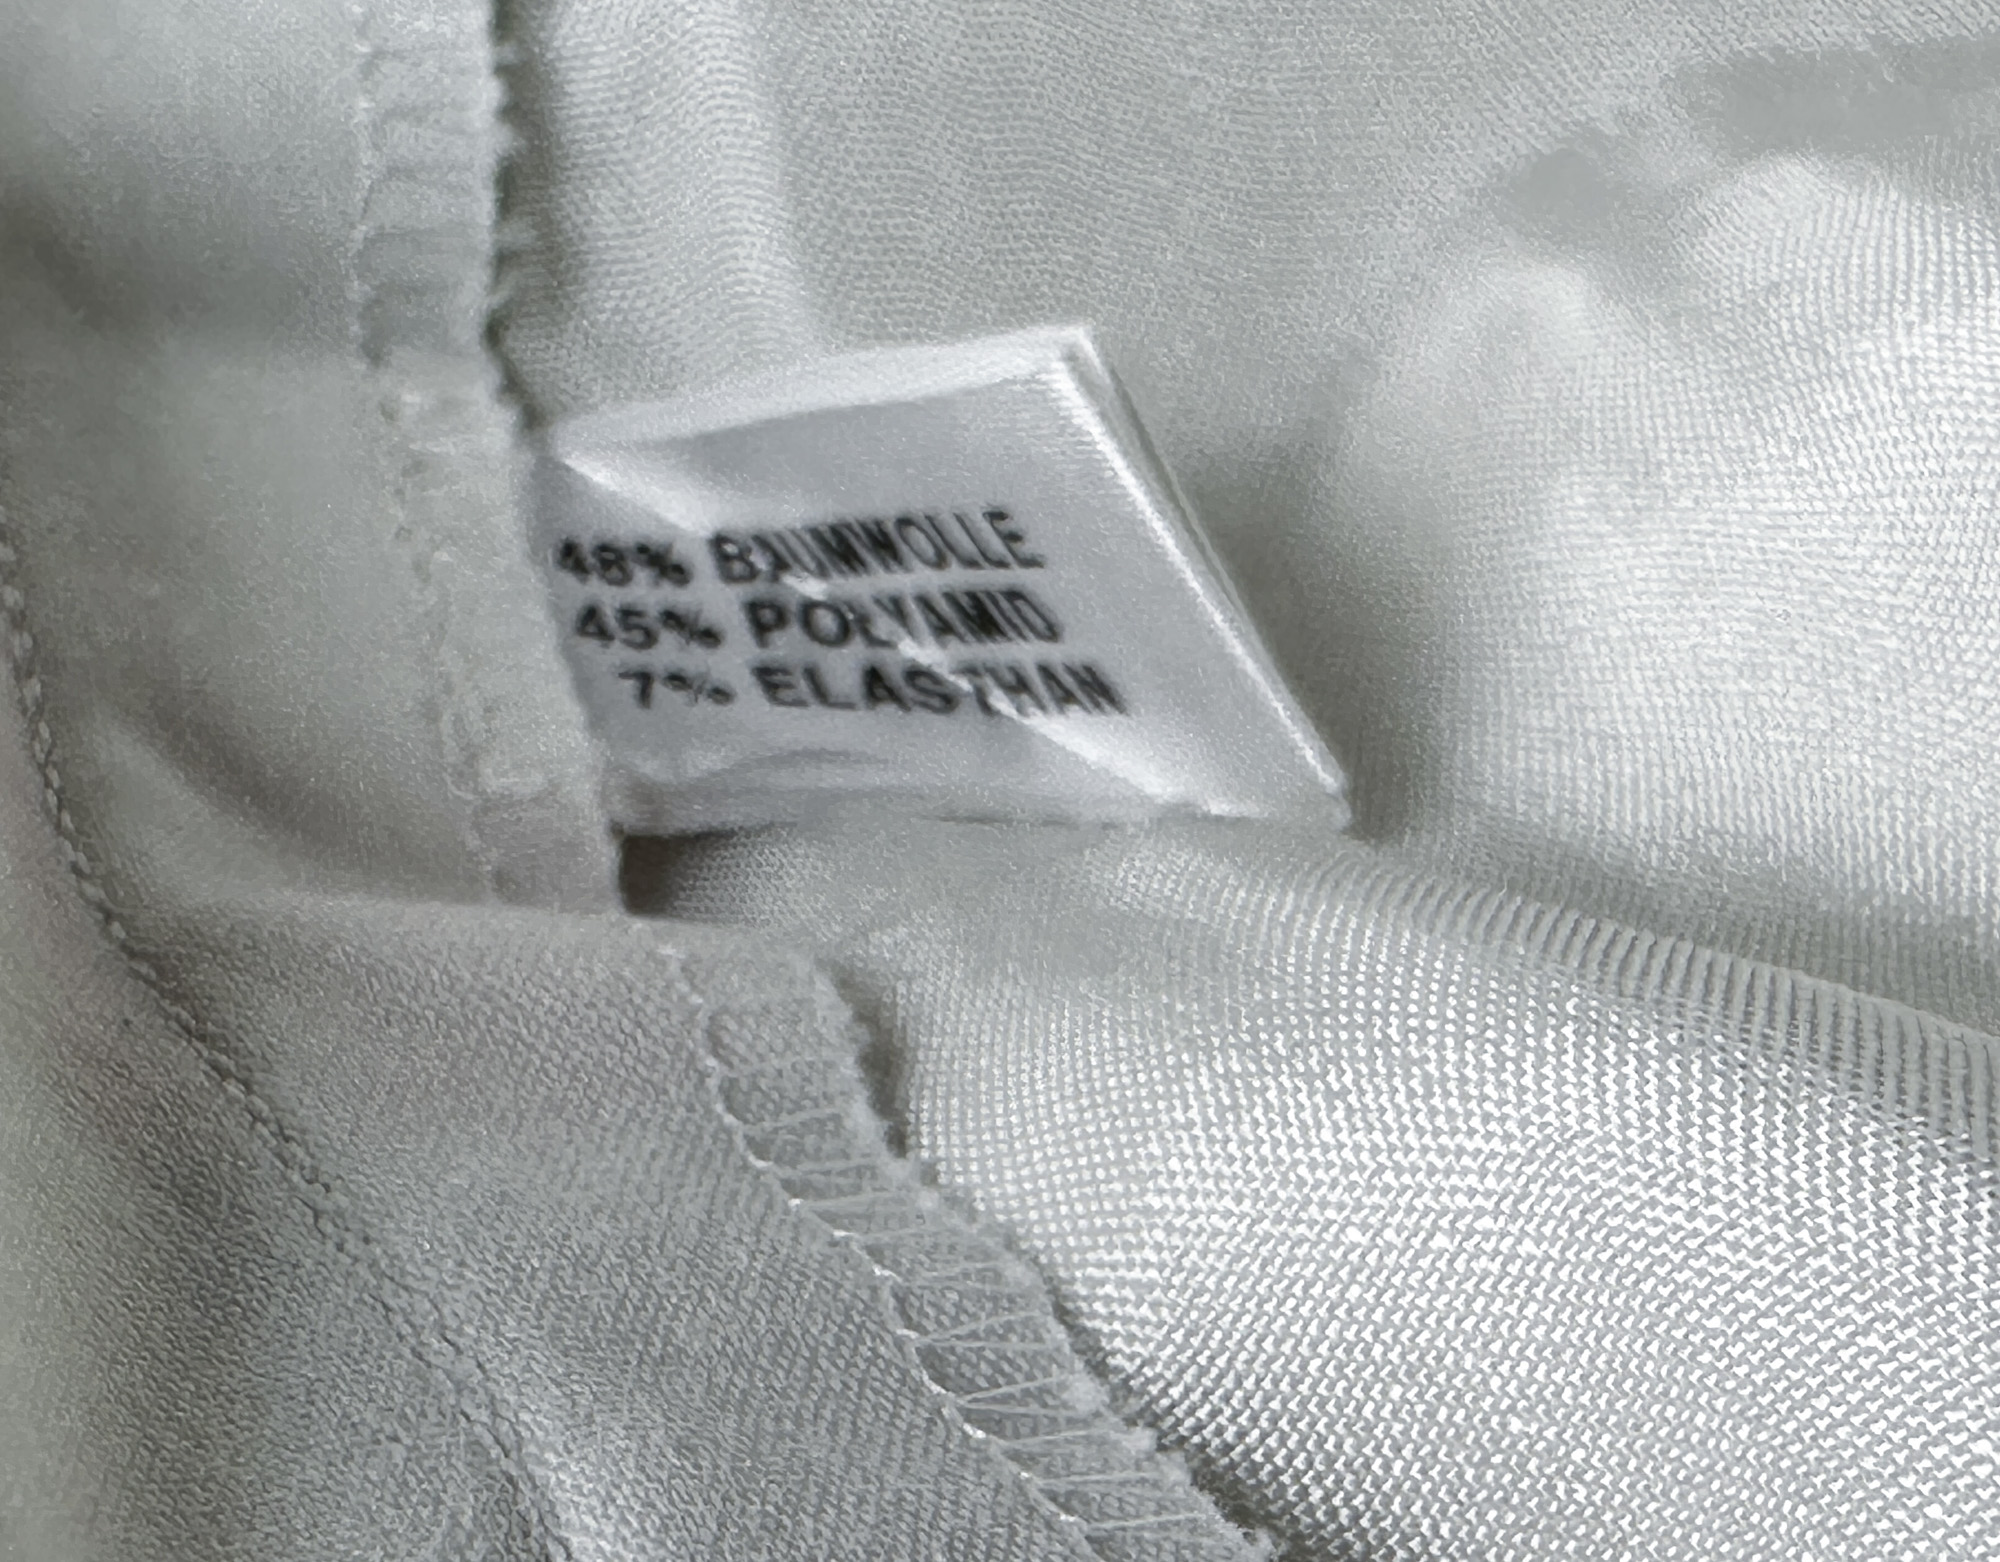 48% BAUMWOLLE
45% POLYAMID
7% ELASTHAN